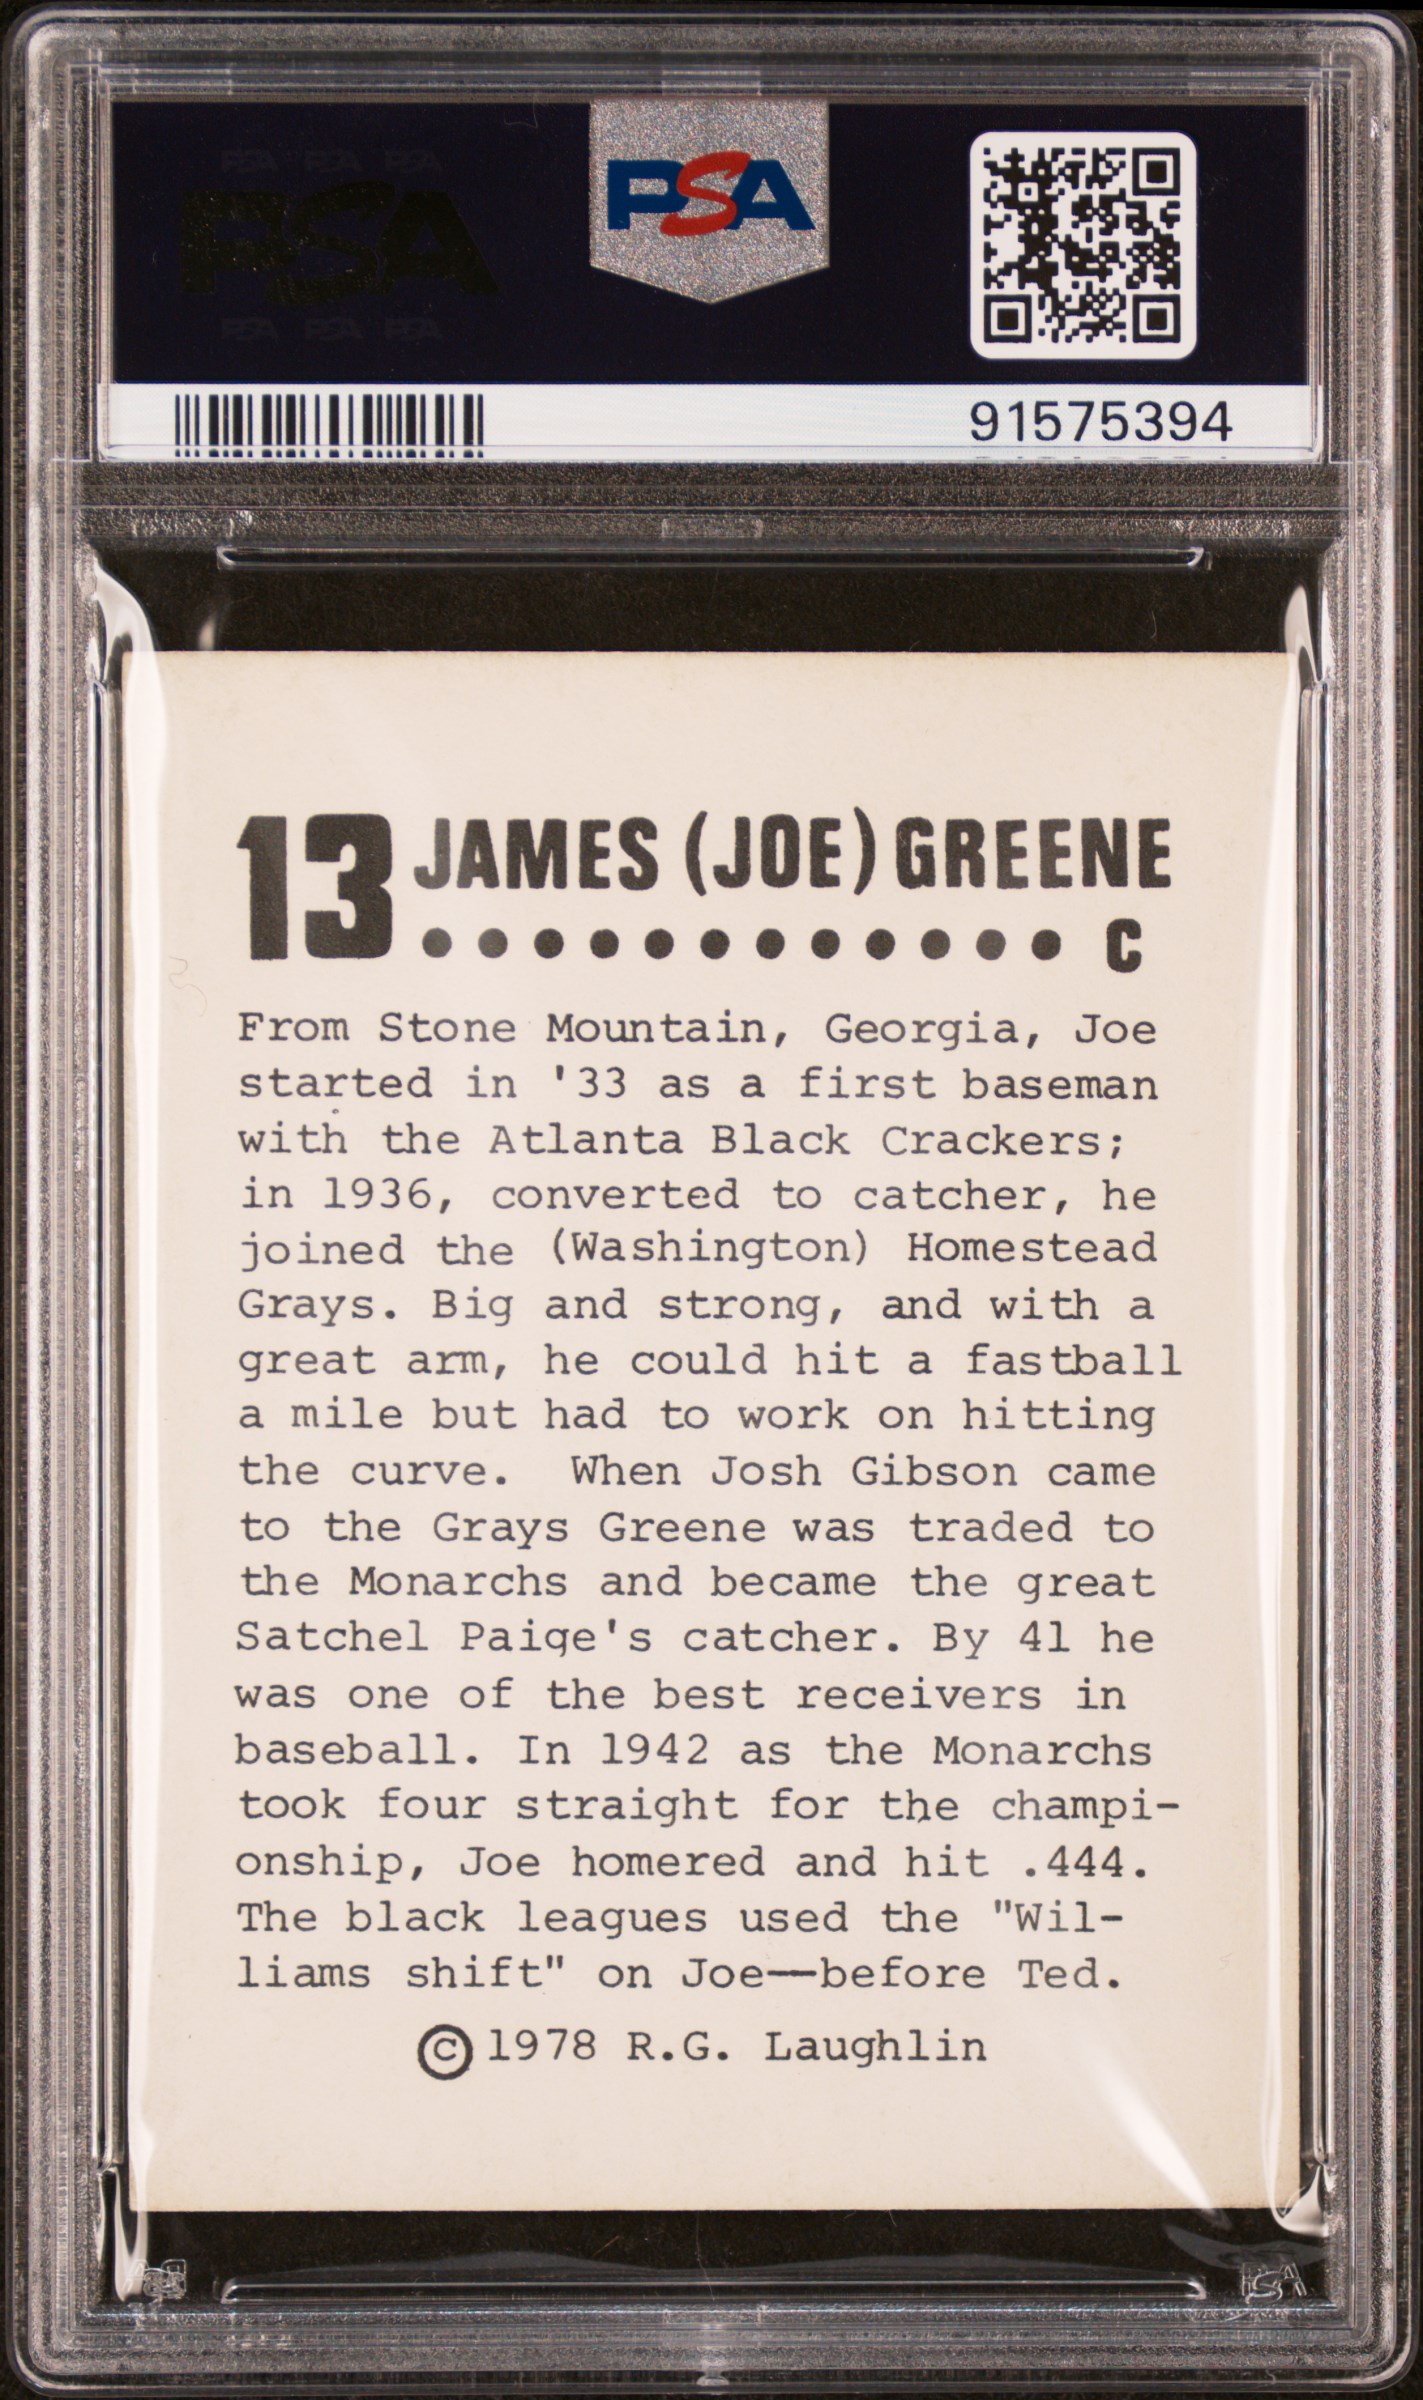 PSA
PSA
91575394
13 JAMES (JOE) GREENE
C
From Stone Mountain, Georgia, Joe
started in '33 as a first baseman
with the Atlanta Black Crackers;
in 1936, converted to catcher, he
joined the (Washington) Homestead
Grays. Big and strong, and with a
great arm, he could hit a fastball
a mile but had to work on hitting
the curve.  When Josh Gibson came
to the Grays Greene was traded to
the Monarchs and became the great
Satchel Paige's catcher. By 41 he
was one of the best receivers in
baseball. In 1942 as the Monarchs
took four straight for the champi-
onship, Joe homered and hit .444.
The black leagues used the "Wil-
liams shift" on Joe—before Ted.
© 1978 R.G. Laughlin
PSA